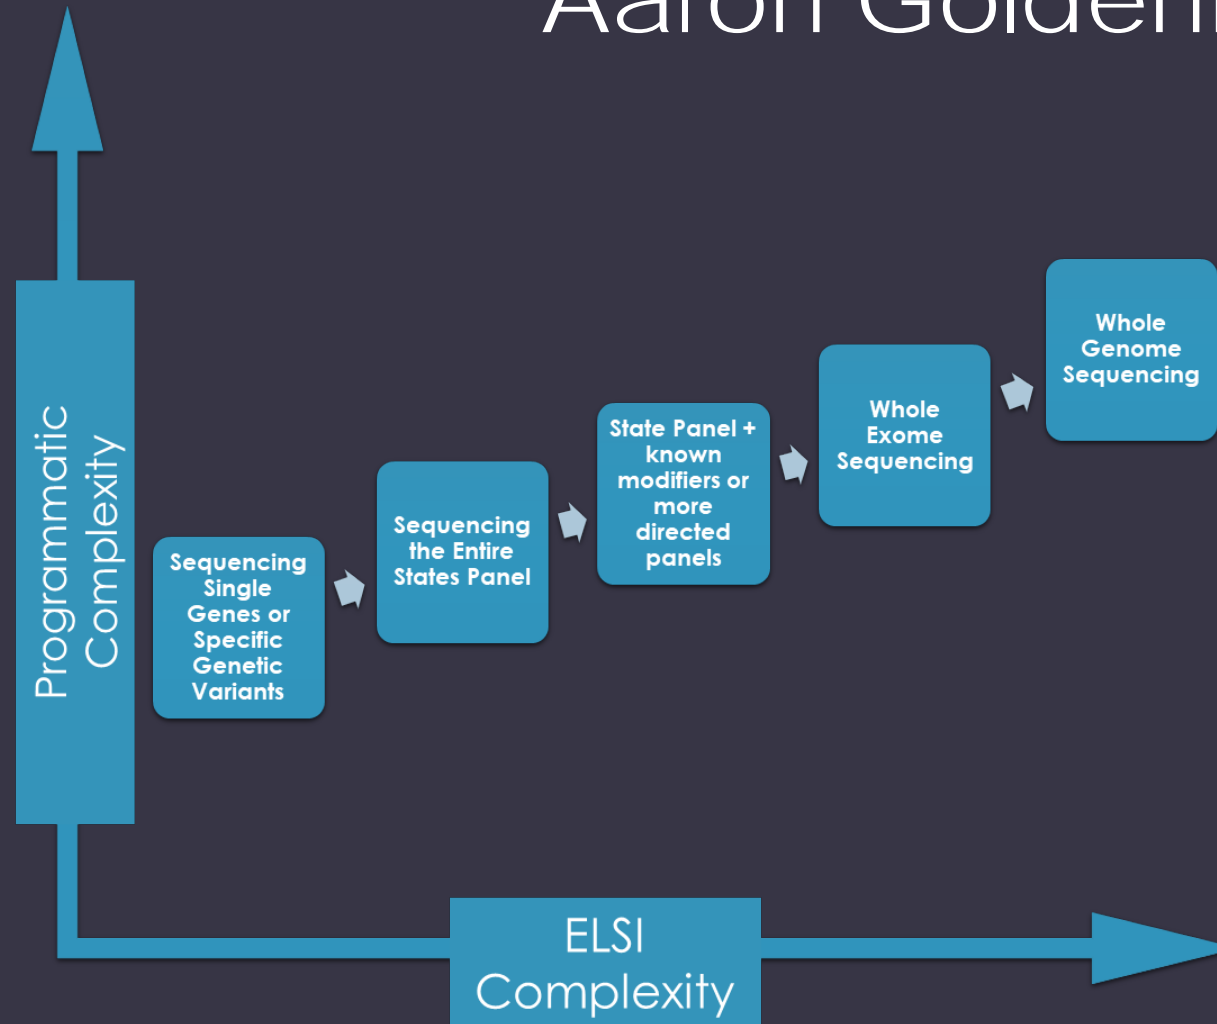 Aaron
Programmatic
Complexity
Sequencing
Single
Genes or
Specific
Genetic
Variants
Sequencing
the Entire
States Panel
State Panel +
known
modifiers or
more
directed
panels
Whole
Exome
Sequencing
Whole
Genome
Sequencing
ELSI
Complexity